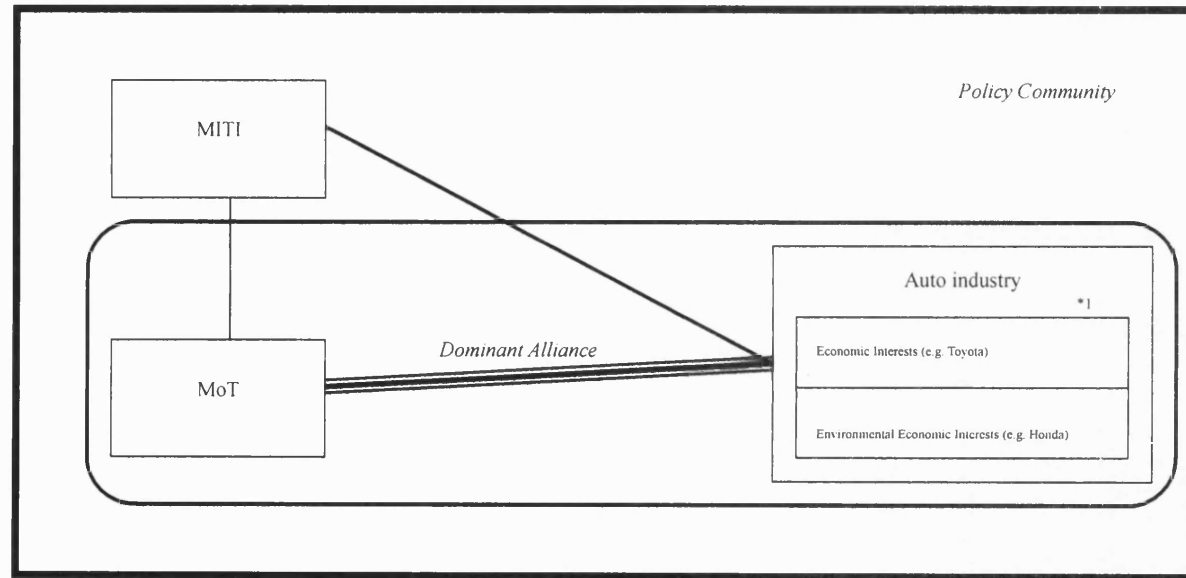 Policy Community
MITI
Auto industry
*1
Dominant Alliance
Economic Interests (e.g. Toyota)
MoT
Environmental Economic Interests (e.g. Honda)